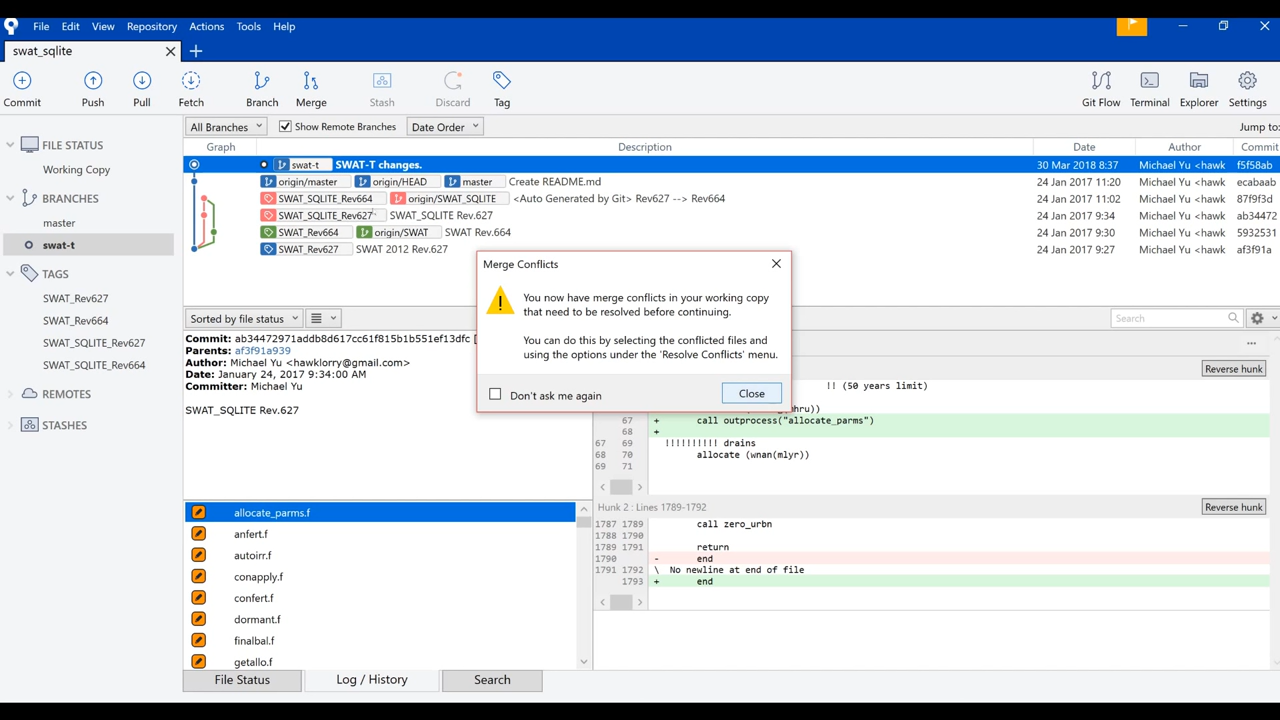 File Edit View Repository Actions Tools Help
swat_sqlite
Commit Push Pull Fetch Branch Merge Stash Discard Tag Git Flow Terminal Explorer Settings
All Branches Show Remote Branches Date Order Jump to:
Graph Description Date Author Commit
swat-t SWAT-T changes. 30 Mar 2018 8:37 Michael Yu <hawk f5f58ab
origin/master origin/HEAD master Create README.md 24 Jan 2017 11:20 Michael Yu <hawk ecabaab
SWAT_SQLITE_Rev664 origin/SWAT_SQLITE <Auto Generated by Git> Rev627 --> Rev664 24 Jan 2017 11:02 Michael Yu <hawk 87f9f3d
SWAT_SQLITE_Rev627 SWAT_SQLITE Rev.627 24 Jan 2017 9:34 Michael Yu <hawk ab34472
SWAT_Rev664 origin/SWAT SWAT Rev.664 24 Jan 2017 9:30 Michael Yu <hawk 5932531
SWAT_Rev627 SWAT 2012 Rev.627 24 Jan 2017 9:27 Michael Yu <hawk af3f91a
FILE STATUS
Working Copy
BRANCHES
master
swat-t
TAGS
SWAT_Rev627
SWAT_Rev664
SWAT_SQLITE_Rev627
SWAT_SQLITE_Rev664
REMOTES
STASHES
Merge Conflicts
You now have merge conflicts in your working copy
that need to be resolved before continuing.
You can do this by selecting the conflicted files and
using the options under the 'Resolve Conflicts' menu.
Don't ask me again
Close
Sorted by file status
Search
Commit: ab34472971addb8d617cc61f815b1b551ef13dfc [
Parents: af3f91a939
Author: Michael Yu <hawklorry@gmail.com>
Date: January 24, 2017 9:34:00 AM
Committer: Michael Yu
SWAT_SQLITE Rev.627
allocate_parms.f
anfert.f
autoirr.f
conapply.f
confert.f
dormant.f
finalbal.f
getallo.f
Reverse hunk
!! (50 years limit)
hru))
67 + call outprocess("allocate_parms")
68 +
67 69 !!!!!!!!!! drains
68 70 allocate (wnan(mlyr))
69 71
Hunk 2 : Lines 1789-1792
Reverse hunk
1787 1789 call zero_urbn
1788 1790
1789 1791 return
1790 - end
1791 1792 \ No newline at end of file
1793 + end
File Status Log / History Search